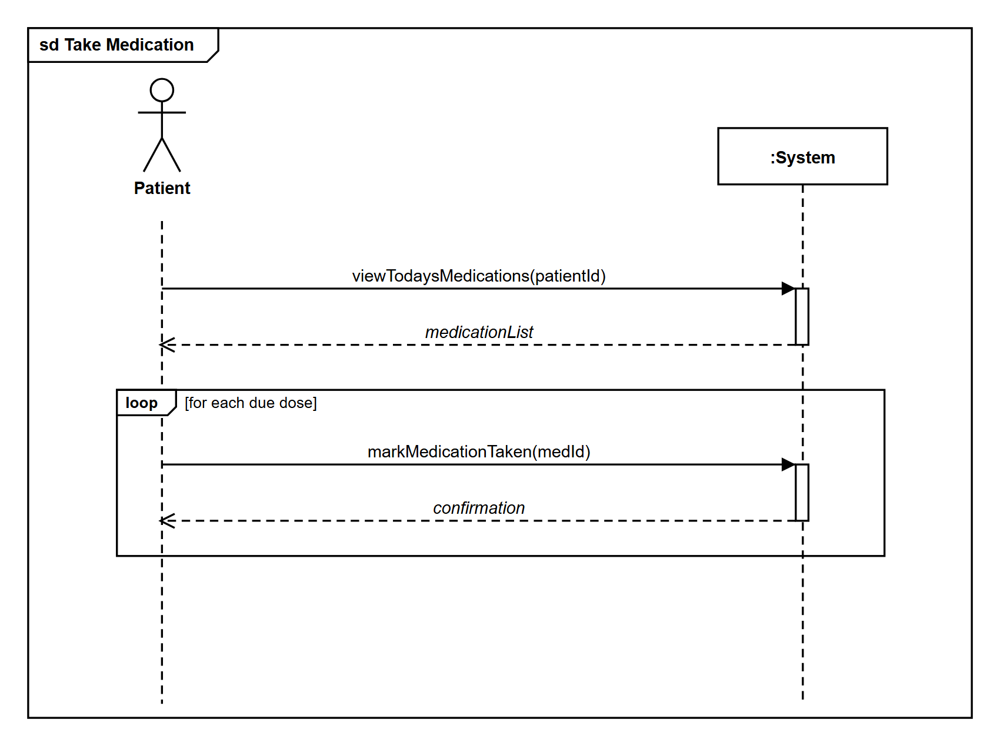 sd Take Medication
Patient
:System
viewTodaysMedications(patientId)
medicationList
loop [for each due dose]
markMedicationTaken(medId)
confirmation